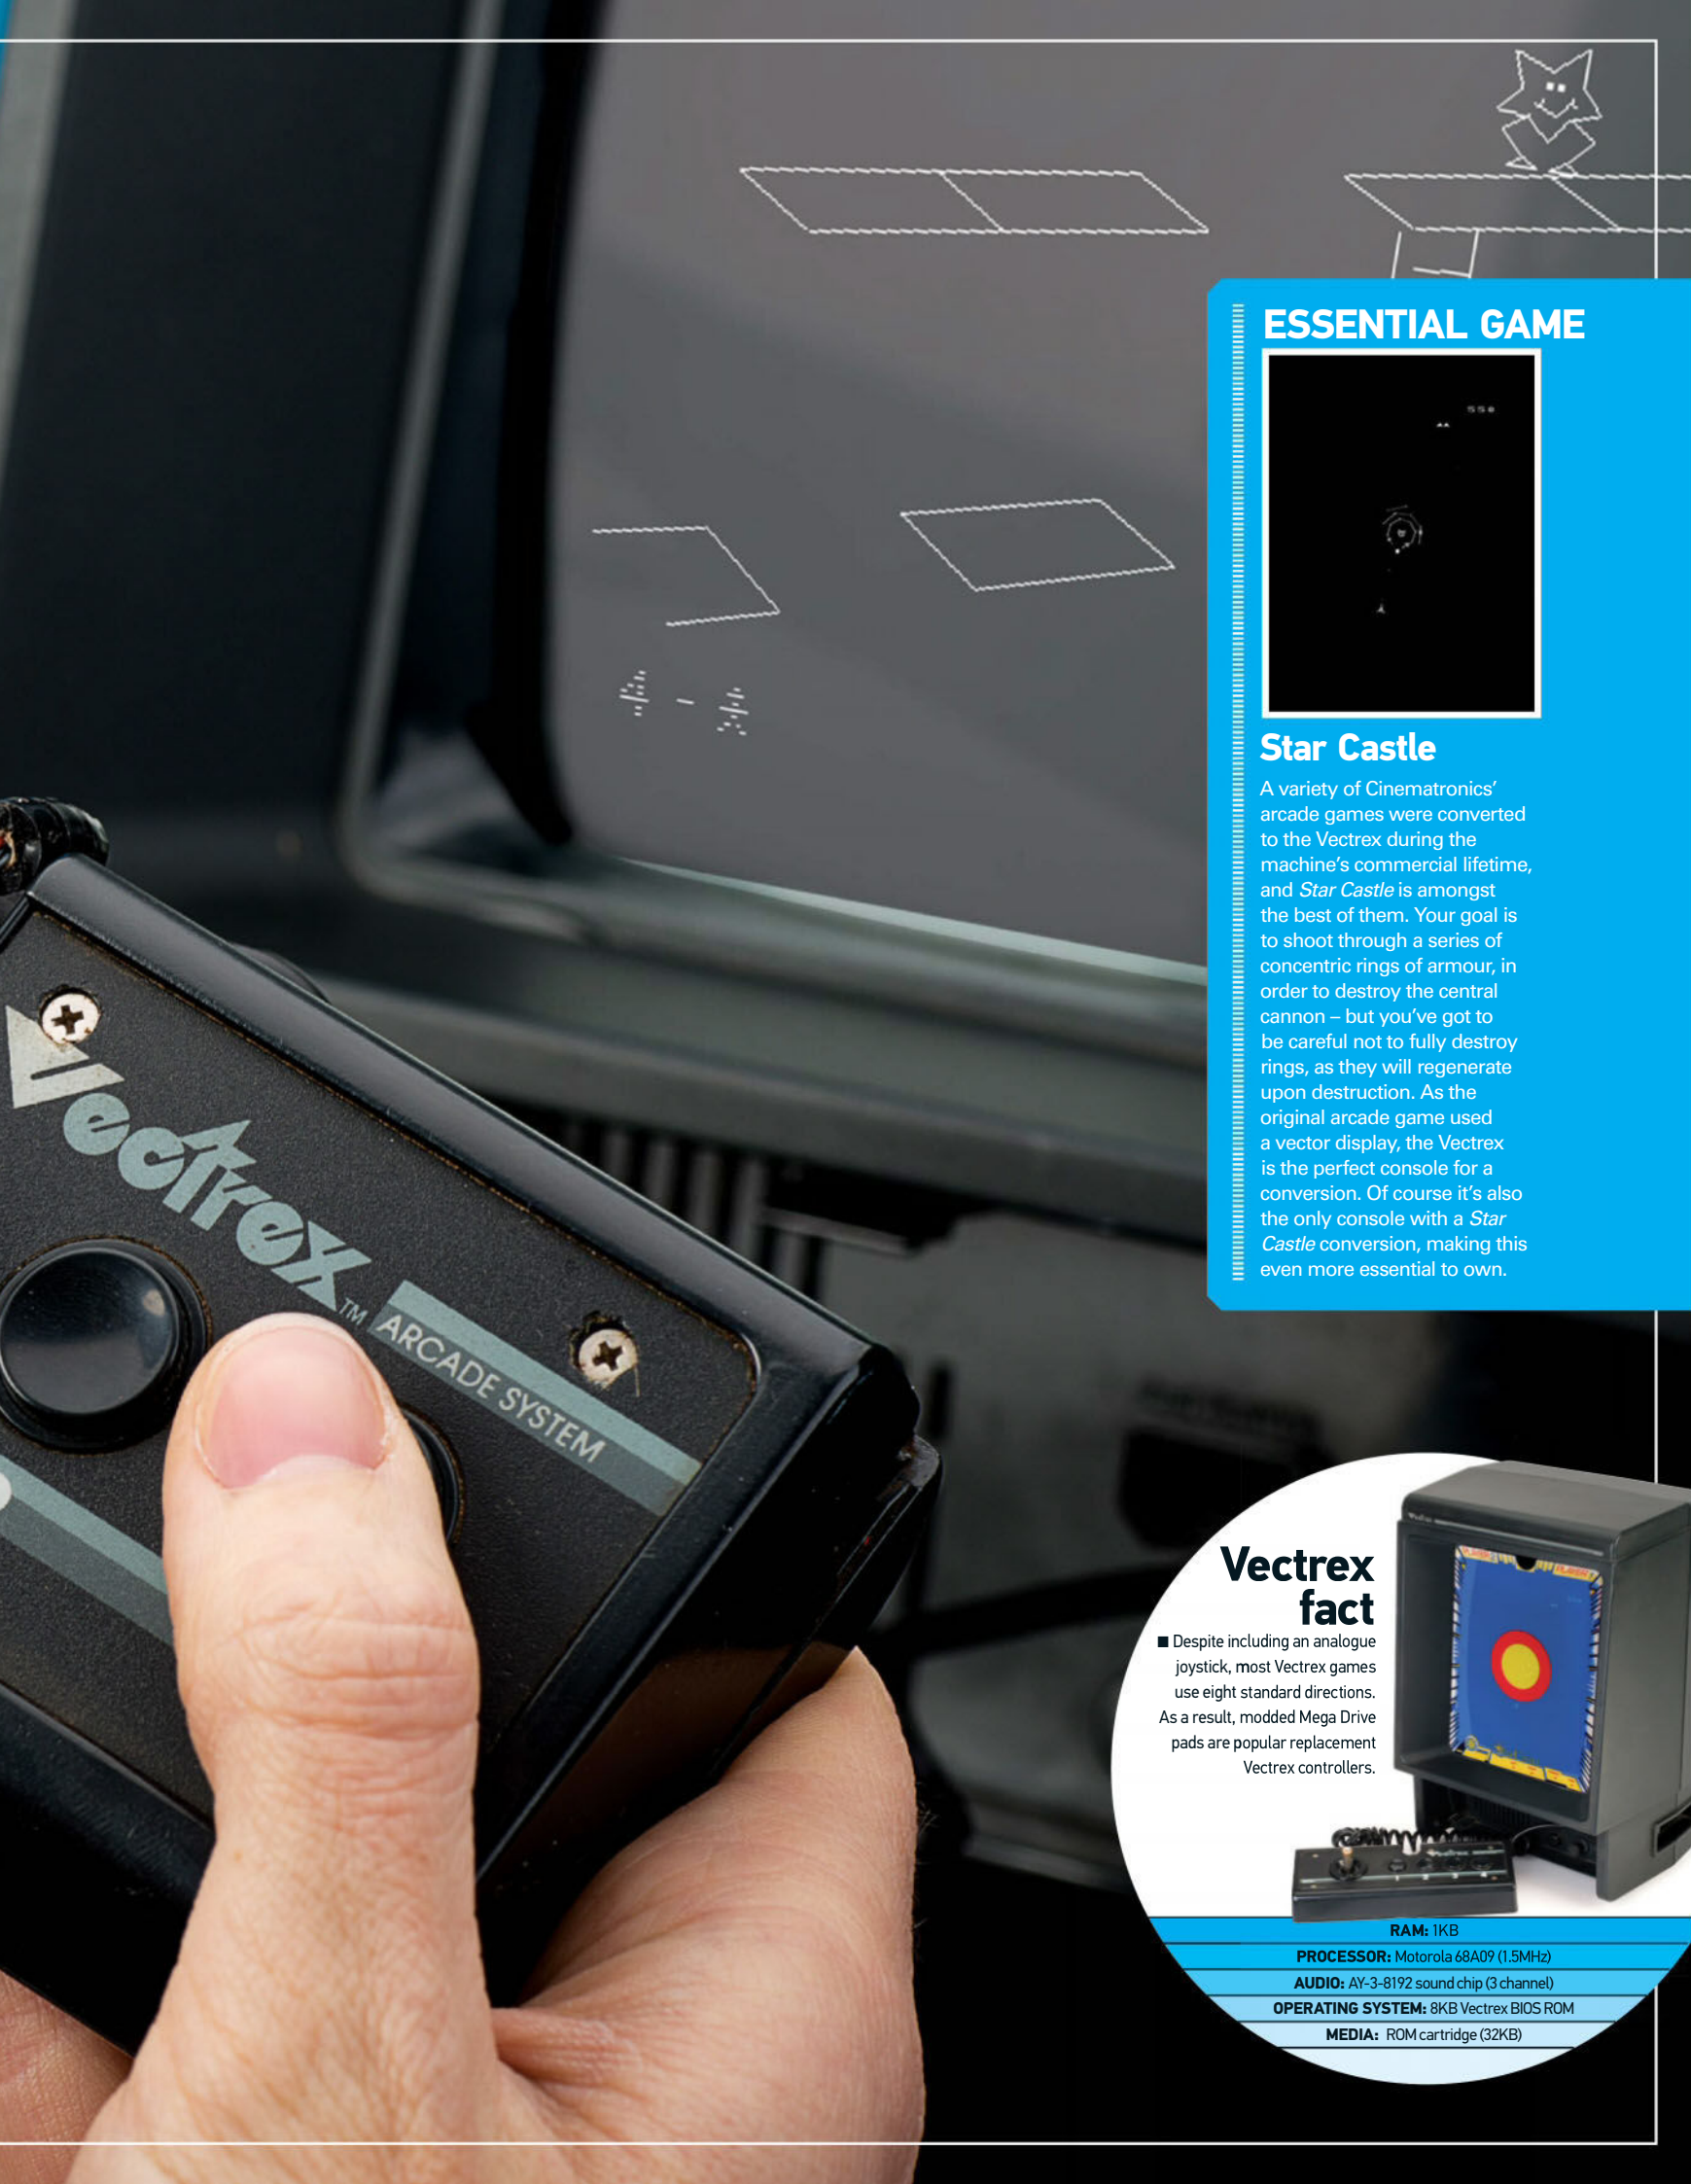 ESSENTIAL GAME
550
Star Castle
A variety of Cinematronics’
arcade games were converted
to the Vectrex during the
machine’s commercial lifetime,
and Star Castle is amongst
the best of them. Your goal is
to shoot through a series of
concentric rings of armour, in
order to destroy the central
cannon – but you’ve got to
be careful not to fully destroy
rings, as they will regenerate
upon destruction. As the
original arcade game used
a vector display, the Vectrex
is the perfect console for a
conversion. Of course it’s also
the only console with a Star
Castle conversion, making this
even more essential to own.
Vectrex™
ARCADE SYSTEM
Vectrex
fact
■ Despite including an analogue
joystick, most Vectrex games
use eight standard directions.
As a result, modded Mega Drive
pads are popular replacement
Vectrex controllers.
RAM: 1KB
PROCESSOR: Motorola 68A09 (1.5MHz)
AUDIO: AY-3-8192 sound chip (3 channel)
OPERATING SYSTEM: 8KB Vectrex BIOS ROM
MEDIA: ROM cartridge (32KB)